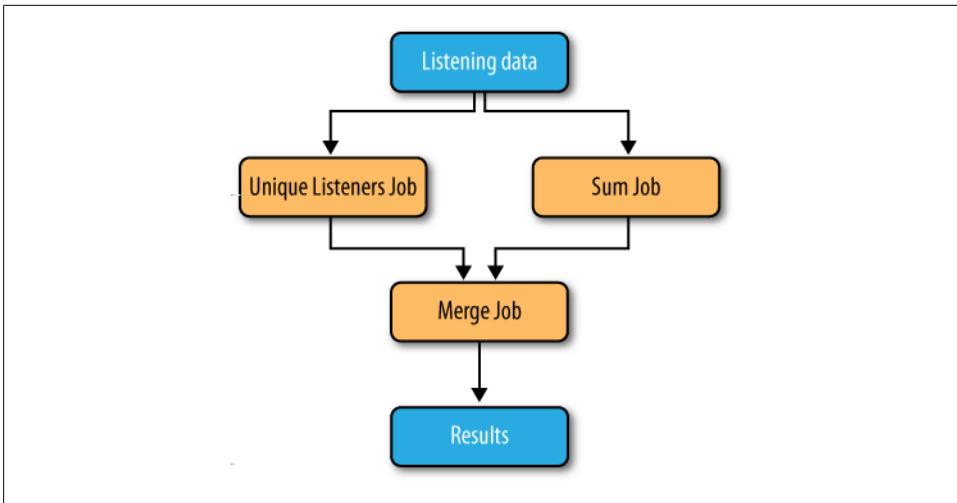 Listening data
Unique Listeners Job
Sum Job
Merge Job
Results